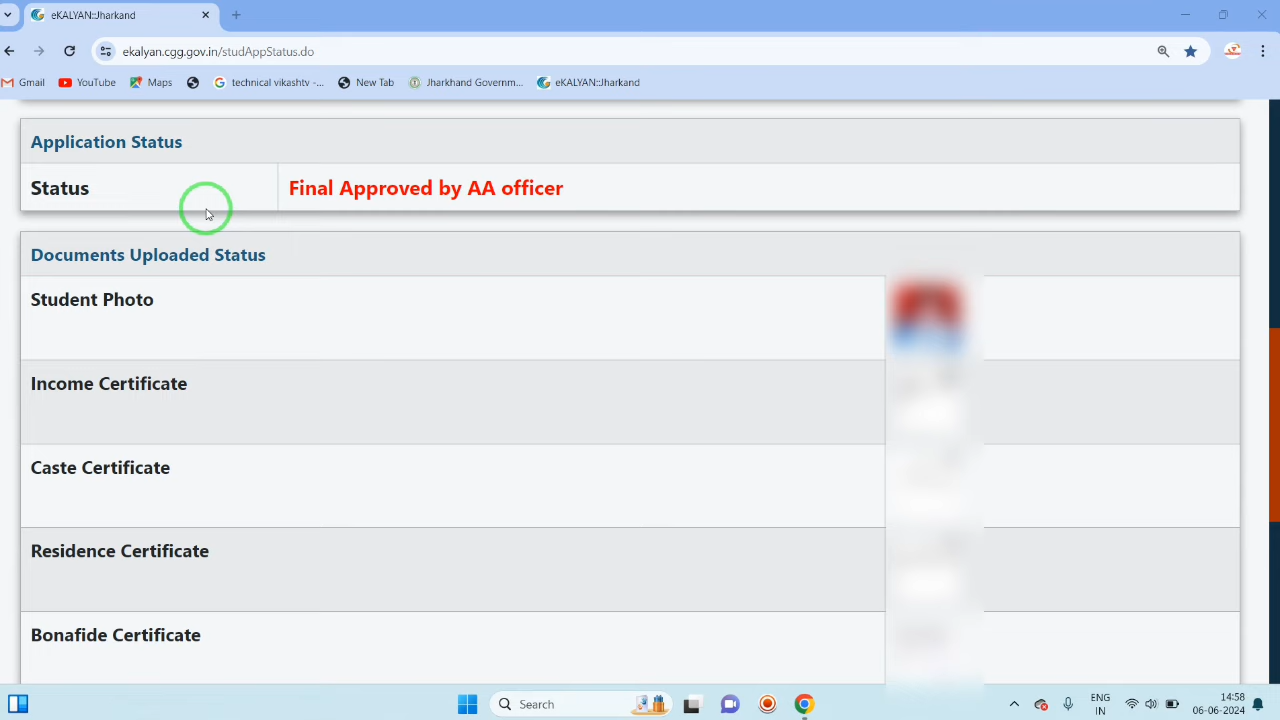 eKALYAN::Jharkhand
ekalyan.cgg.gov.in/studAppStatus.do
Gmail YouTube Maps technical vikashtv -... New Tab Jharkhand Governm... eKALYAN::Jharkhand
Application Status
Status Final Approved by AA officer
Documents Uploaded Status
Student Photo
Income Certificate
Caste Certificate
Residence Certificate
Bonafide Certificate
Search ENG IN 14:58 06-06-2024